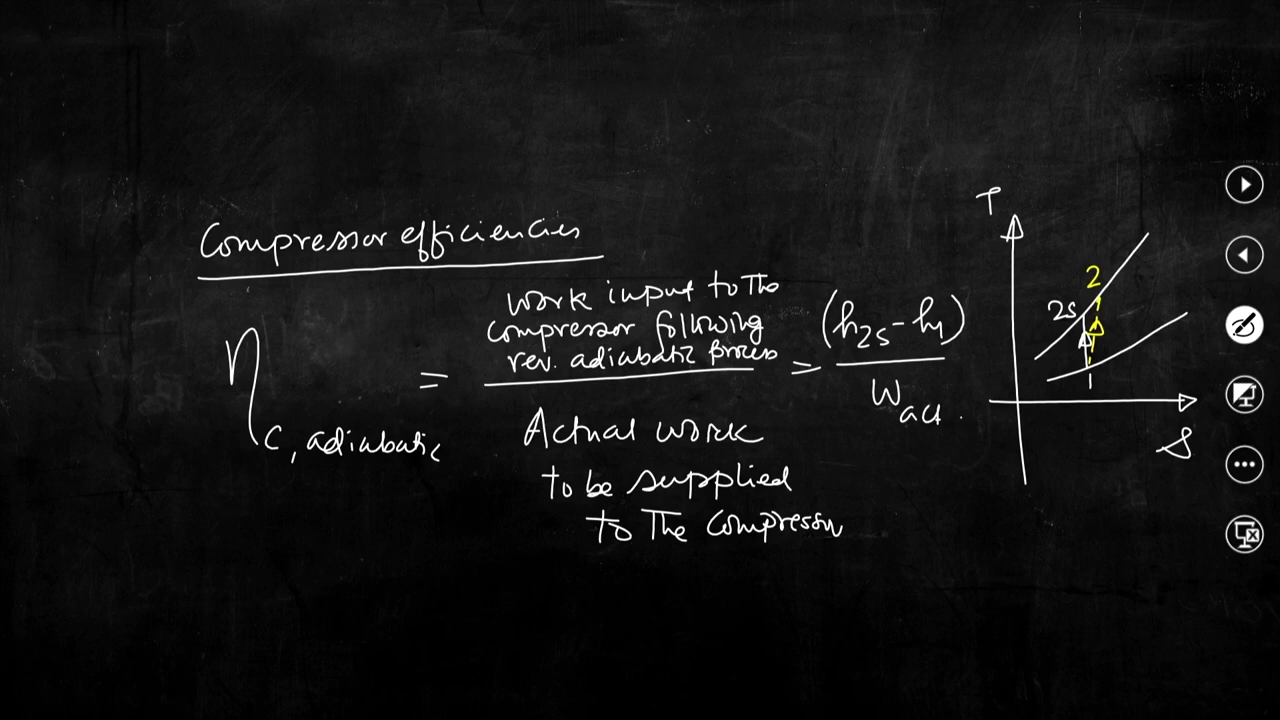 Compressor efficiencies
η c, adiabatic = work input to the compressor following rev. adiabatic process / Actual work to be supplied to the compressor = (h2s - h1) / Wact.
T
2
2s
1
S